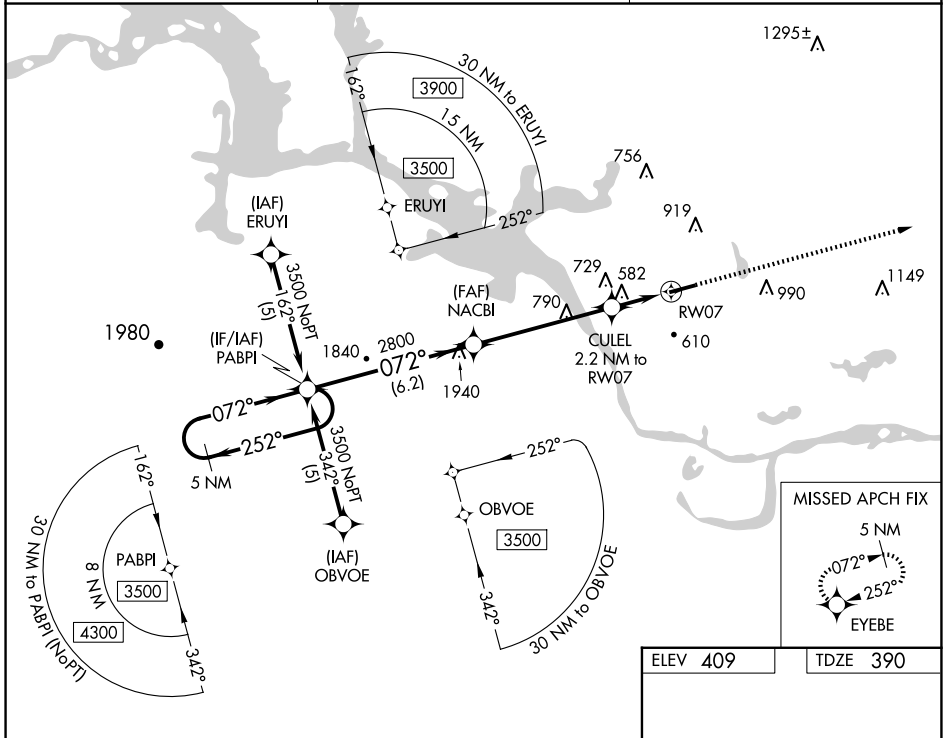 1295±
30 NM to ERUYI
162°
3900
15 NM
3500
ERUYI
252°
756
919
(IAF)
ERUYI
3500 NoPT
162°
(5)
729
582
1149
990
(FAF)
NACBI
790
RW07
610
CULEL
2.2 NM to
RW07
1980
(IF/IAF)
PABPI
1840
2800
072°
(6.2)
1940
072°
252°
5 NM
3500 NoPT
342°
(5)
(IAF)
OBVOE
252°
OBVOE
3500
342°
30 NM to OBVOE
162°
PABPI
8 NM
3500
4300
30 NM to PABPI (NoPT)
342°
MISSED APCH FIX
5 NM
072°
252°
EYEBE
ELEV 409
TDZE 390